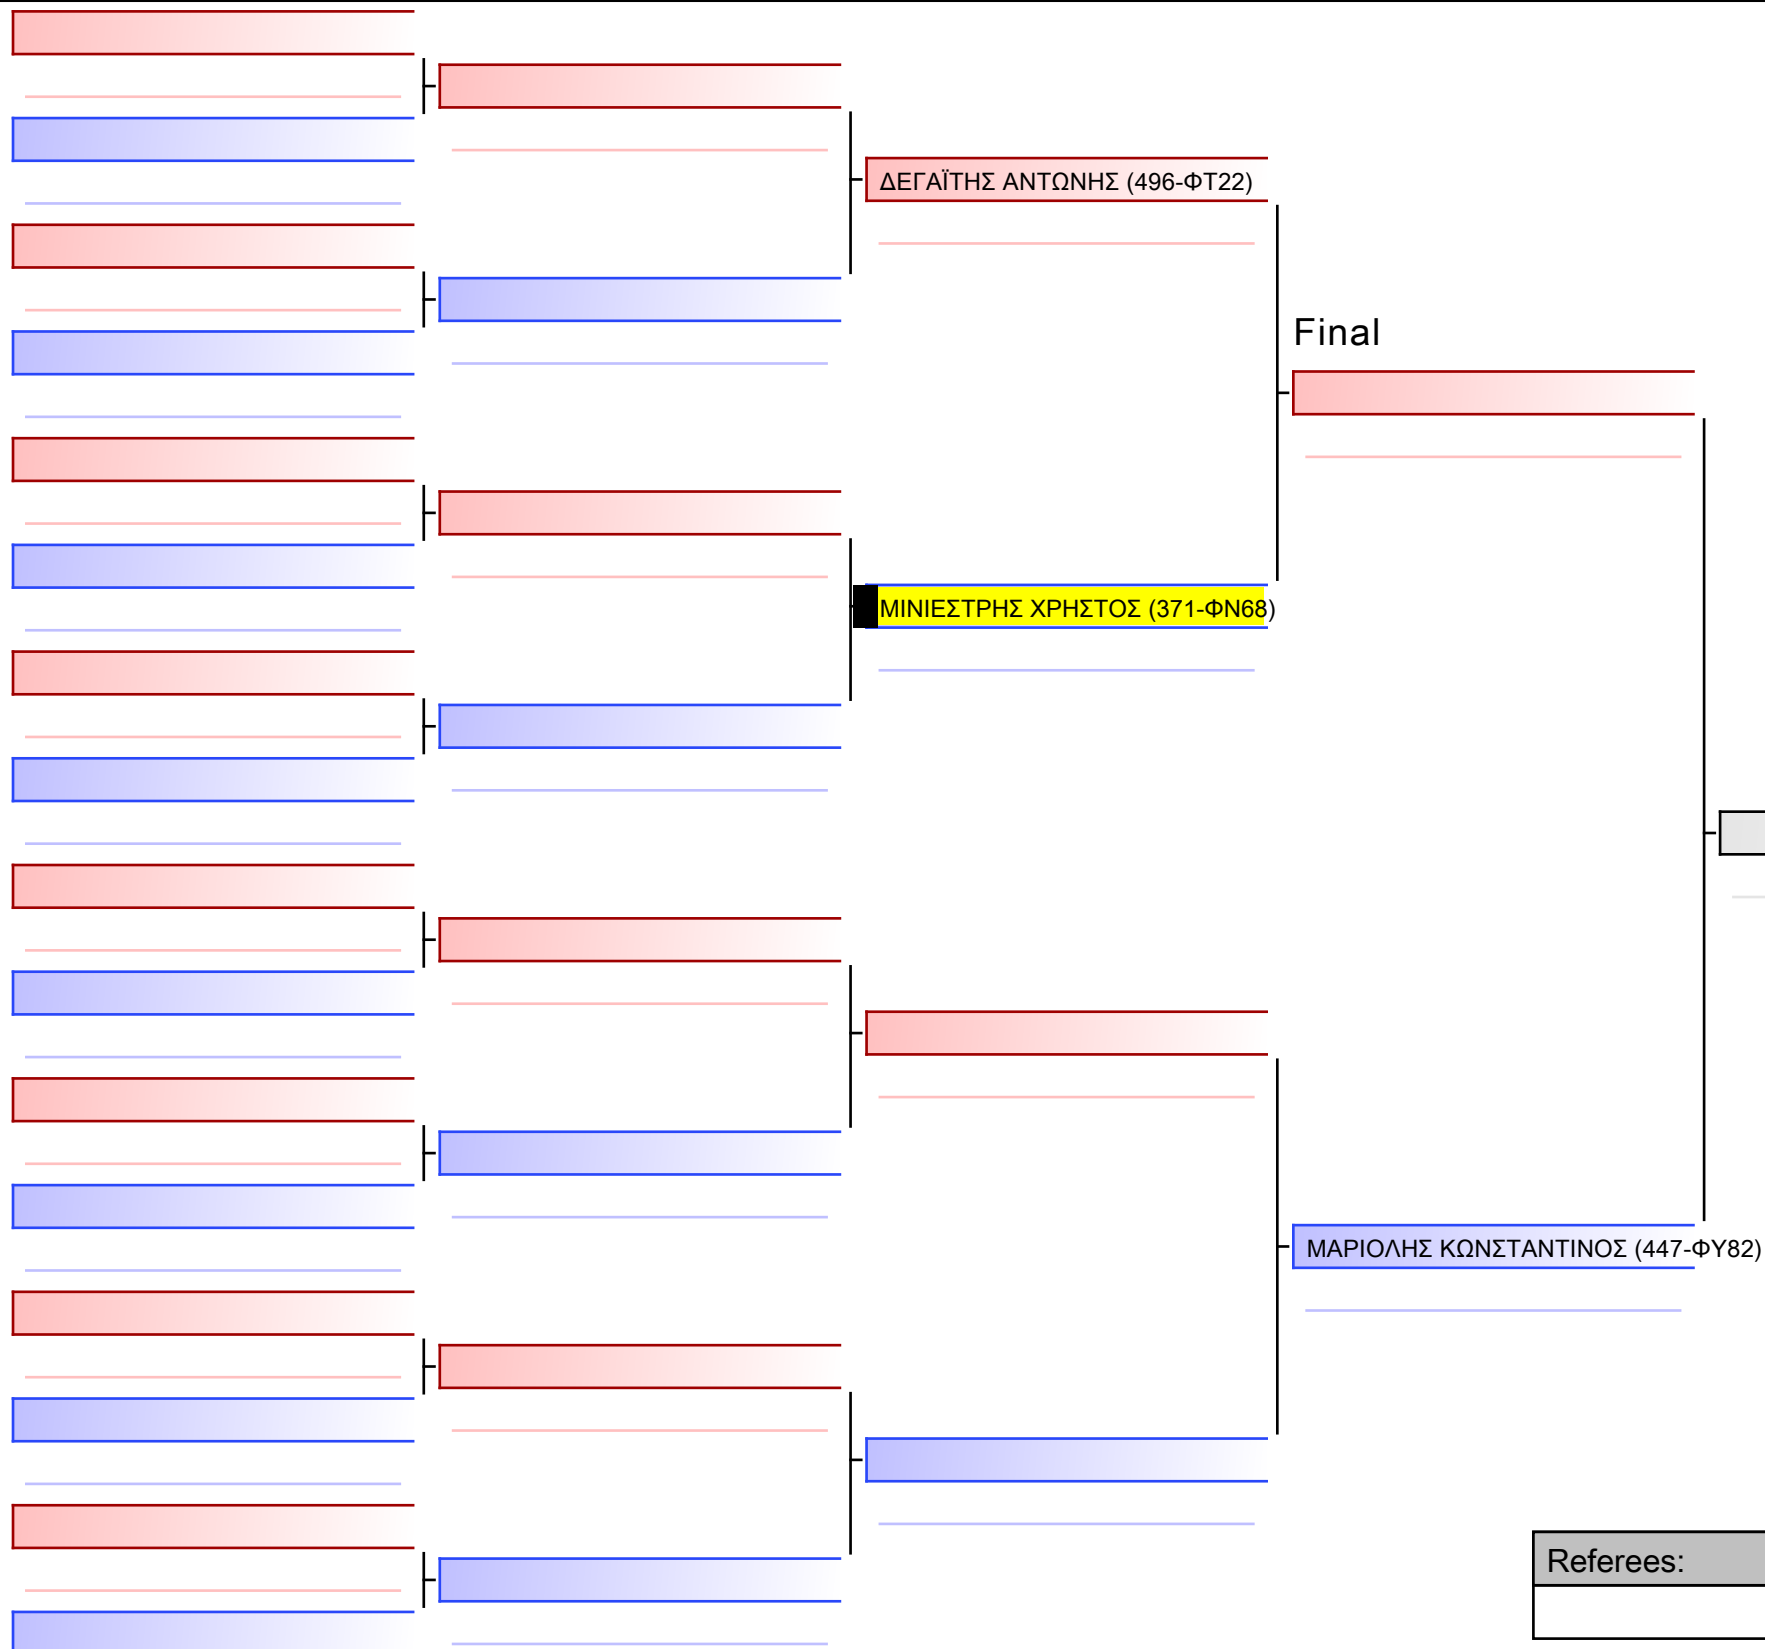 ΔΕΓΑΪΤΗΣ ΑΝΤΩΝΗΣ (496-ΦΤ22)
Final
ΜΙΝΙΕΣΤΡΗΣ ΧΡΗΣΤΟΣ (371-ΦΝ68)
ΜΑΡΙΟΛΗΣ ΚΩΝΣΤΑΝΤΙΝΟΣ (447-ΦΥ82)
Referees: